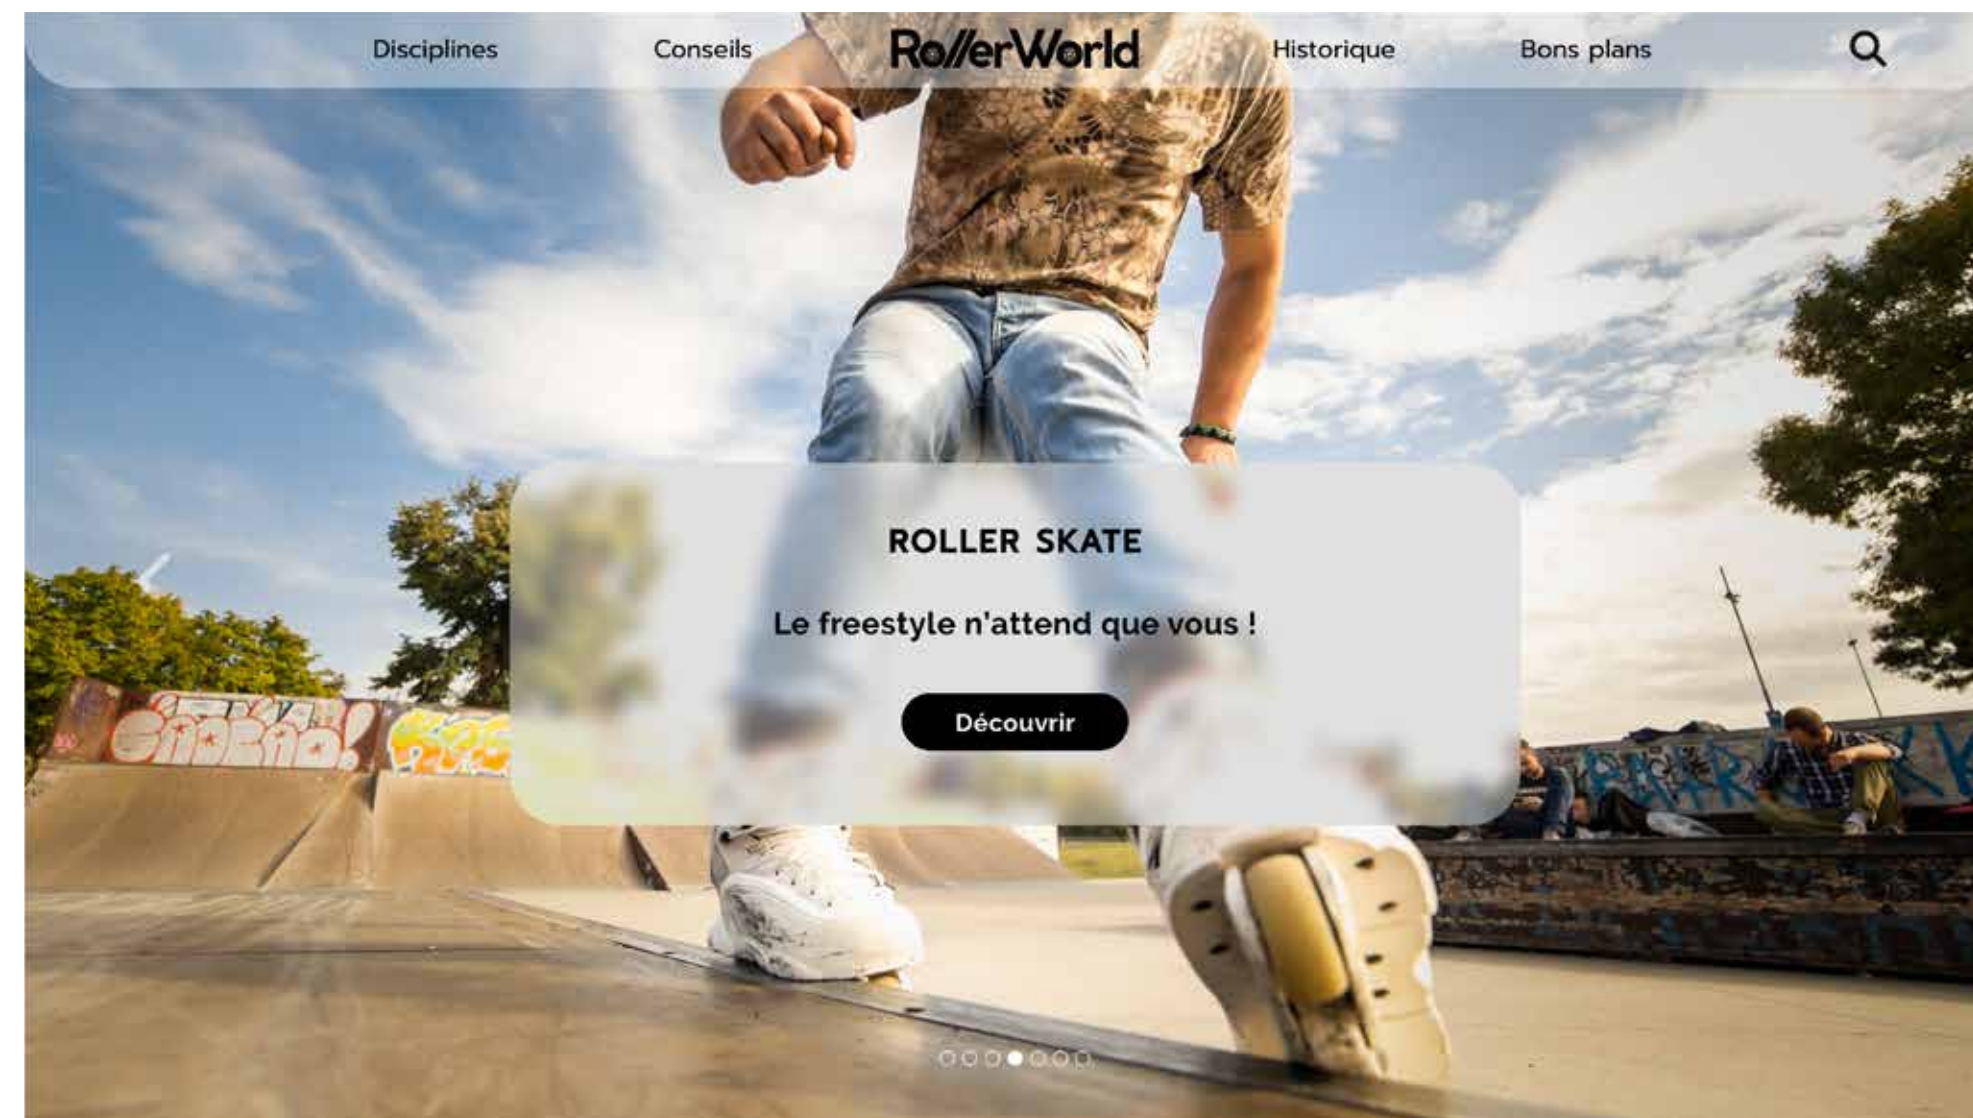 Disciplines
Conseils
RollerWorld
Historique
Bons plans
ROLLER SKATE
Le freestyle n'attend que vous !
Découvrir